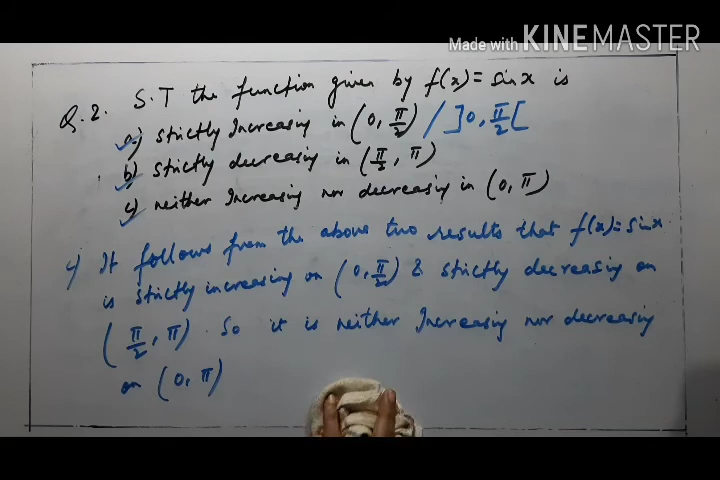 Made with KINEMASTER
Q.2. S.T the function given by f(x) = sinx is
a) strictly Increasing in (0, π/2) / ]0, π/2[
b) strictly decreasing in (π/2, π)
c) neither Increasing nor decreasing in (0, π)
c) It follows from the above two results that f(x) = sinx
is strictly increasing on (0, π/2) & strictly decreasing on
(π/2, π). So it is neither Increasing nor decreasing
on (0, π)